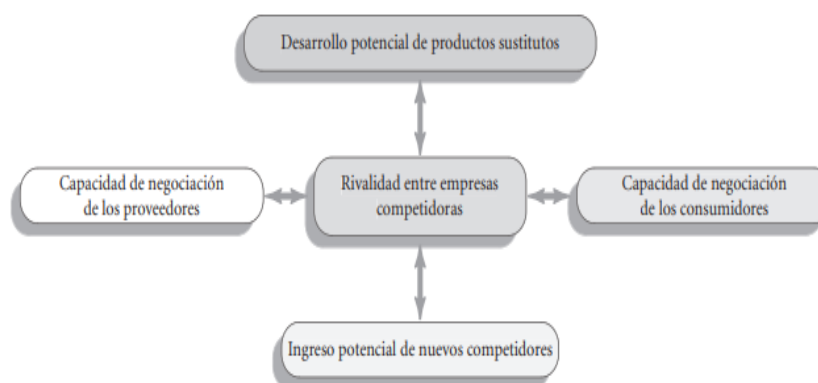 Desarrollo potencial de productos sustitutos
Capacidad de negociación
de los proveedores
Rivalidad entre empresas
competidoras
Capacidad de negociación
de los consumidores
Ingreso potencial de nuevos competidores